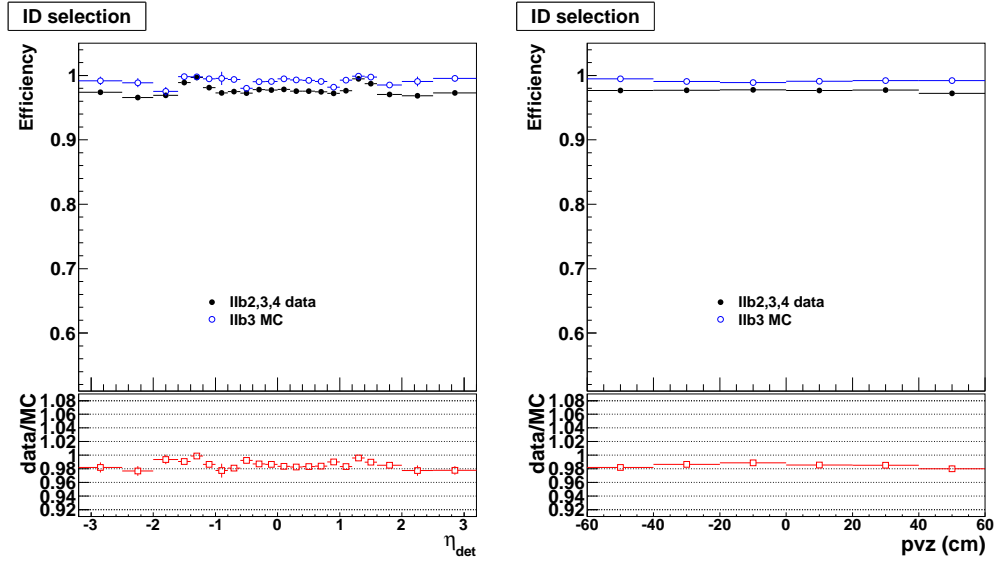 ID selection
Efficiency
1
0.9
0.8
0.7
0.6
IIb2,3,4 data
IIb3 MC
data/MC
1.08
1.06
1.04
1.02
1
0.98
0.96
0.94
0.92
-3 -2 -1 0 1 2 3
ηdet
ID selection
Efficiency
1
0.9
0.8
0.7
0.6
IIb2,3,4 data
IIb3 MC
data/MC
1.08
1.06
1.04
1.02
1
0.98
0.96
0.94
0.92
-60 -40 -20 0 20 40 60
pvz (cm)